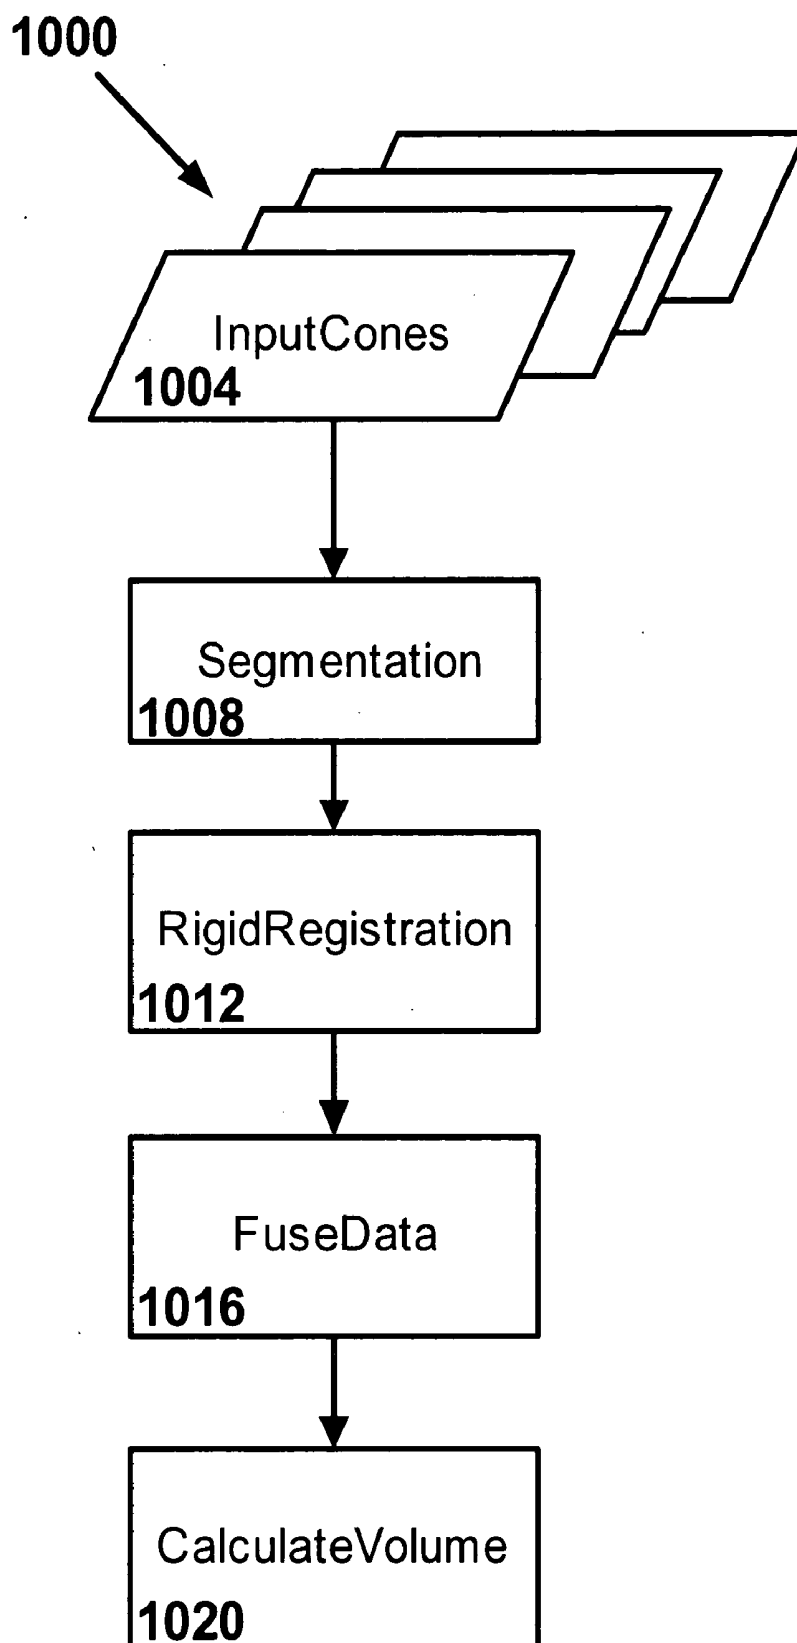 1000
InputCones
1004
Segmentation
1008
RigidRegistration
1012
FuseData
1016
CalculateVolume
1020